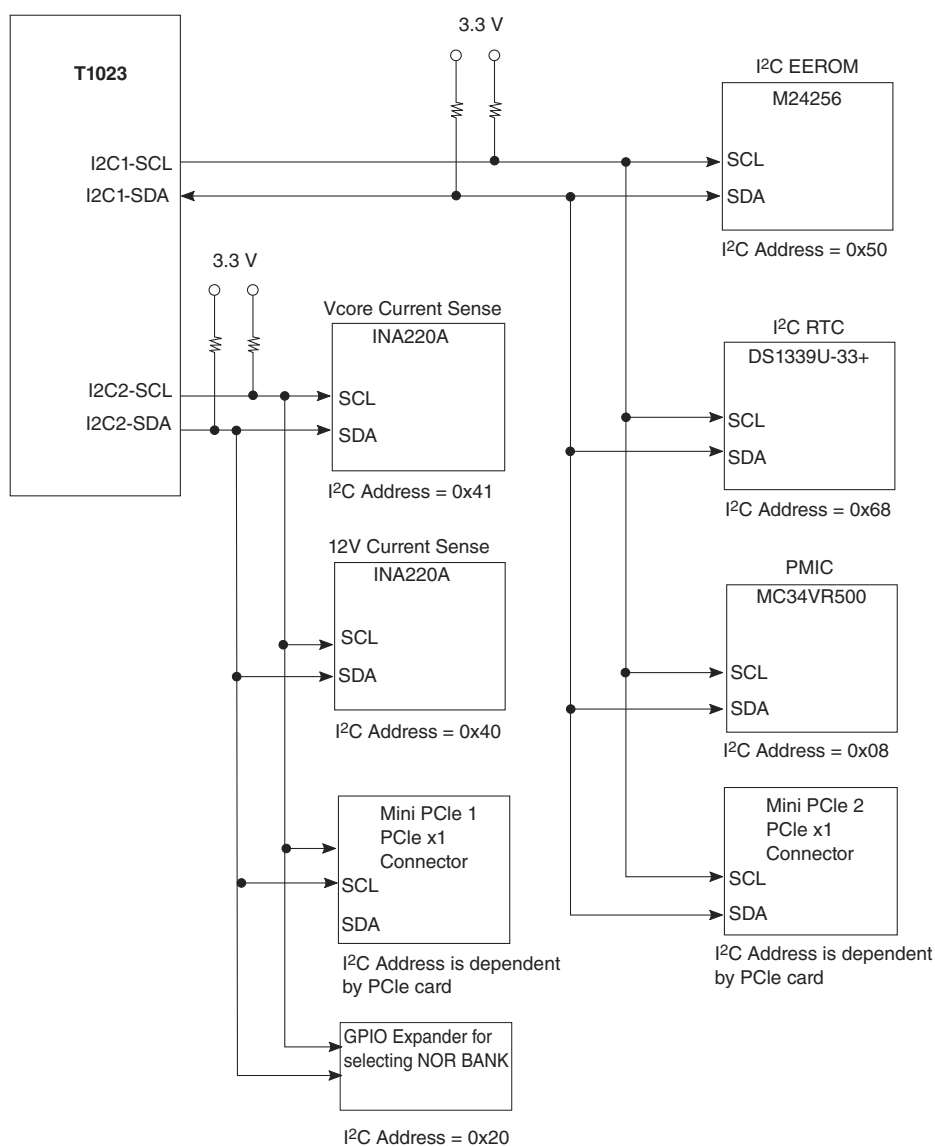 3.3 V
T1023
I2C1-SCL
I2C1-SDA
I²C EEROM
M24256
SCL
SDA
I²C Address = 0x50
3.3 V
I2C2-SCL
I2C2-SDA
Vcore Current Sense
INA220A
SCL
SDA
I²C Address = 0x41
I²C RTC
DS1339U-33+
SCL
SDA
I²C Address = 0x68
12V Current Sense
INA220A
SCL
SDA
I²C Address = 0x40
PMIC
MC34VR500
SCL
SDA
I²C Address = 0x08
Mini PCIe 1
PCIe x1
Connector
SCL
SDA
I²C Address is dependent
by PCIe card
Mini PCIe 2
PCIe x1
Connector
SCL
SDA
I²C Address is dependent
by PCIe card
GPIO Expander for
selecting NOR BANK
I²C Address = 0x20